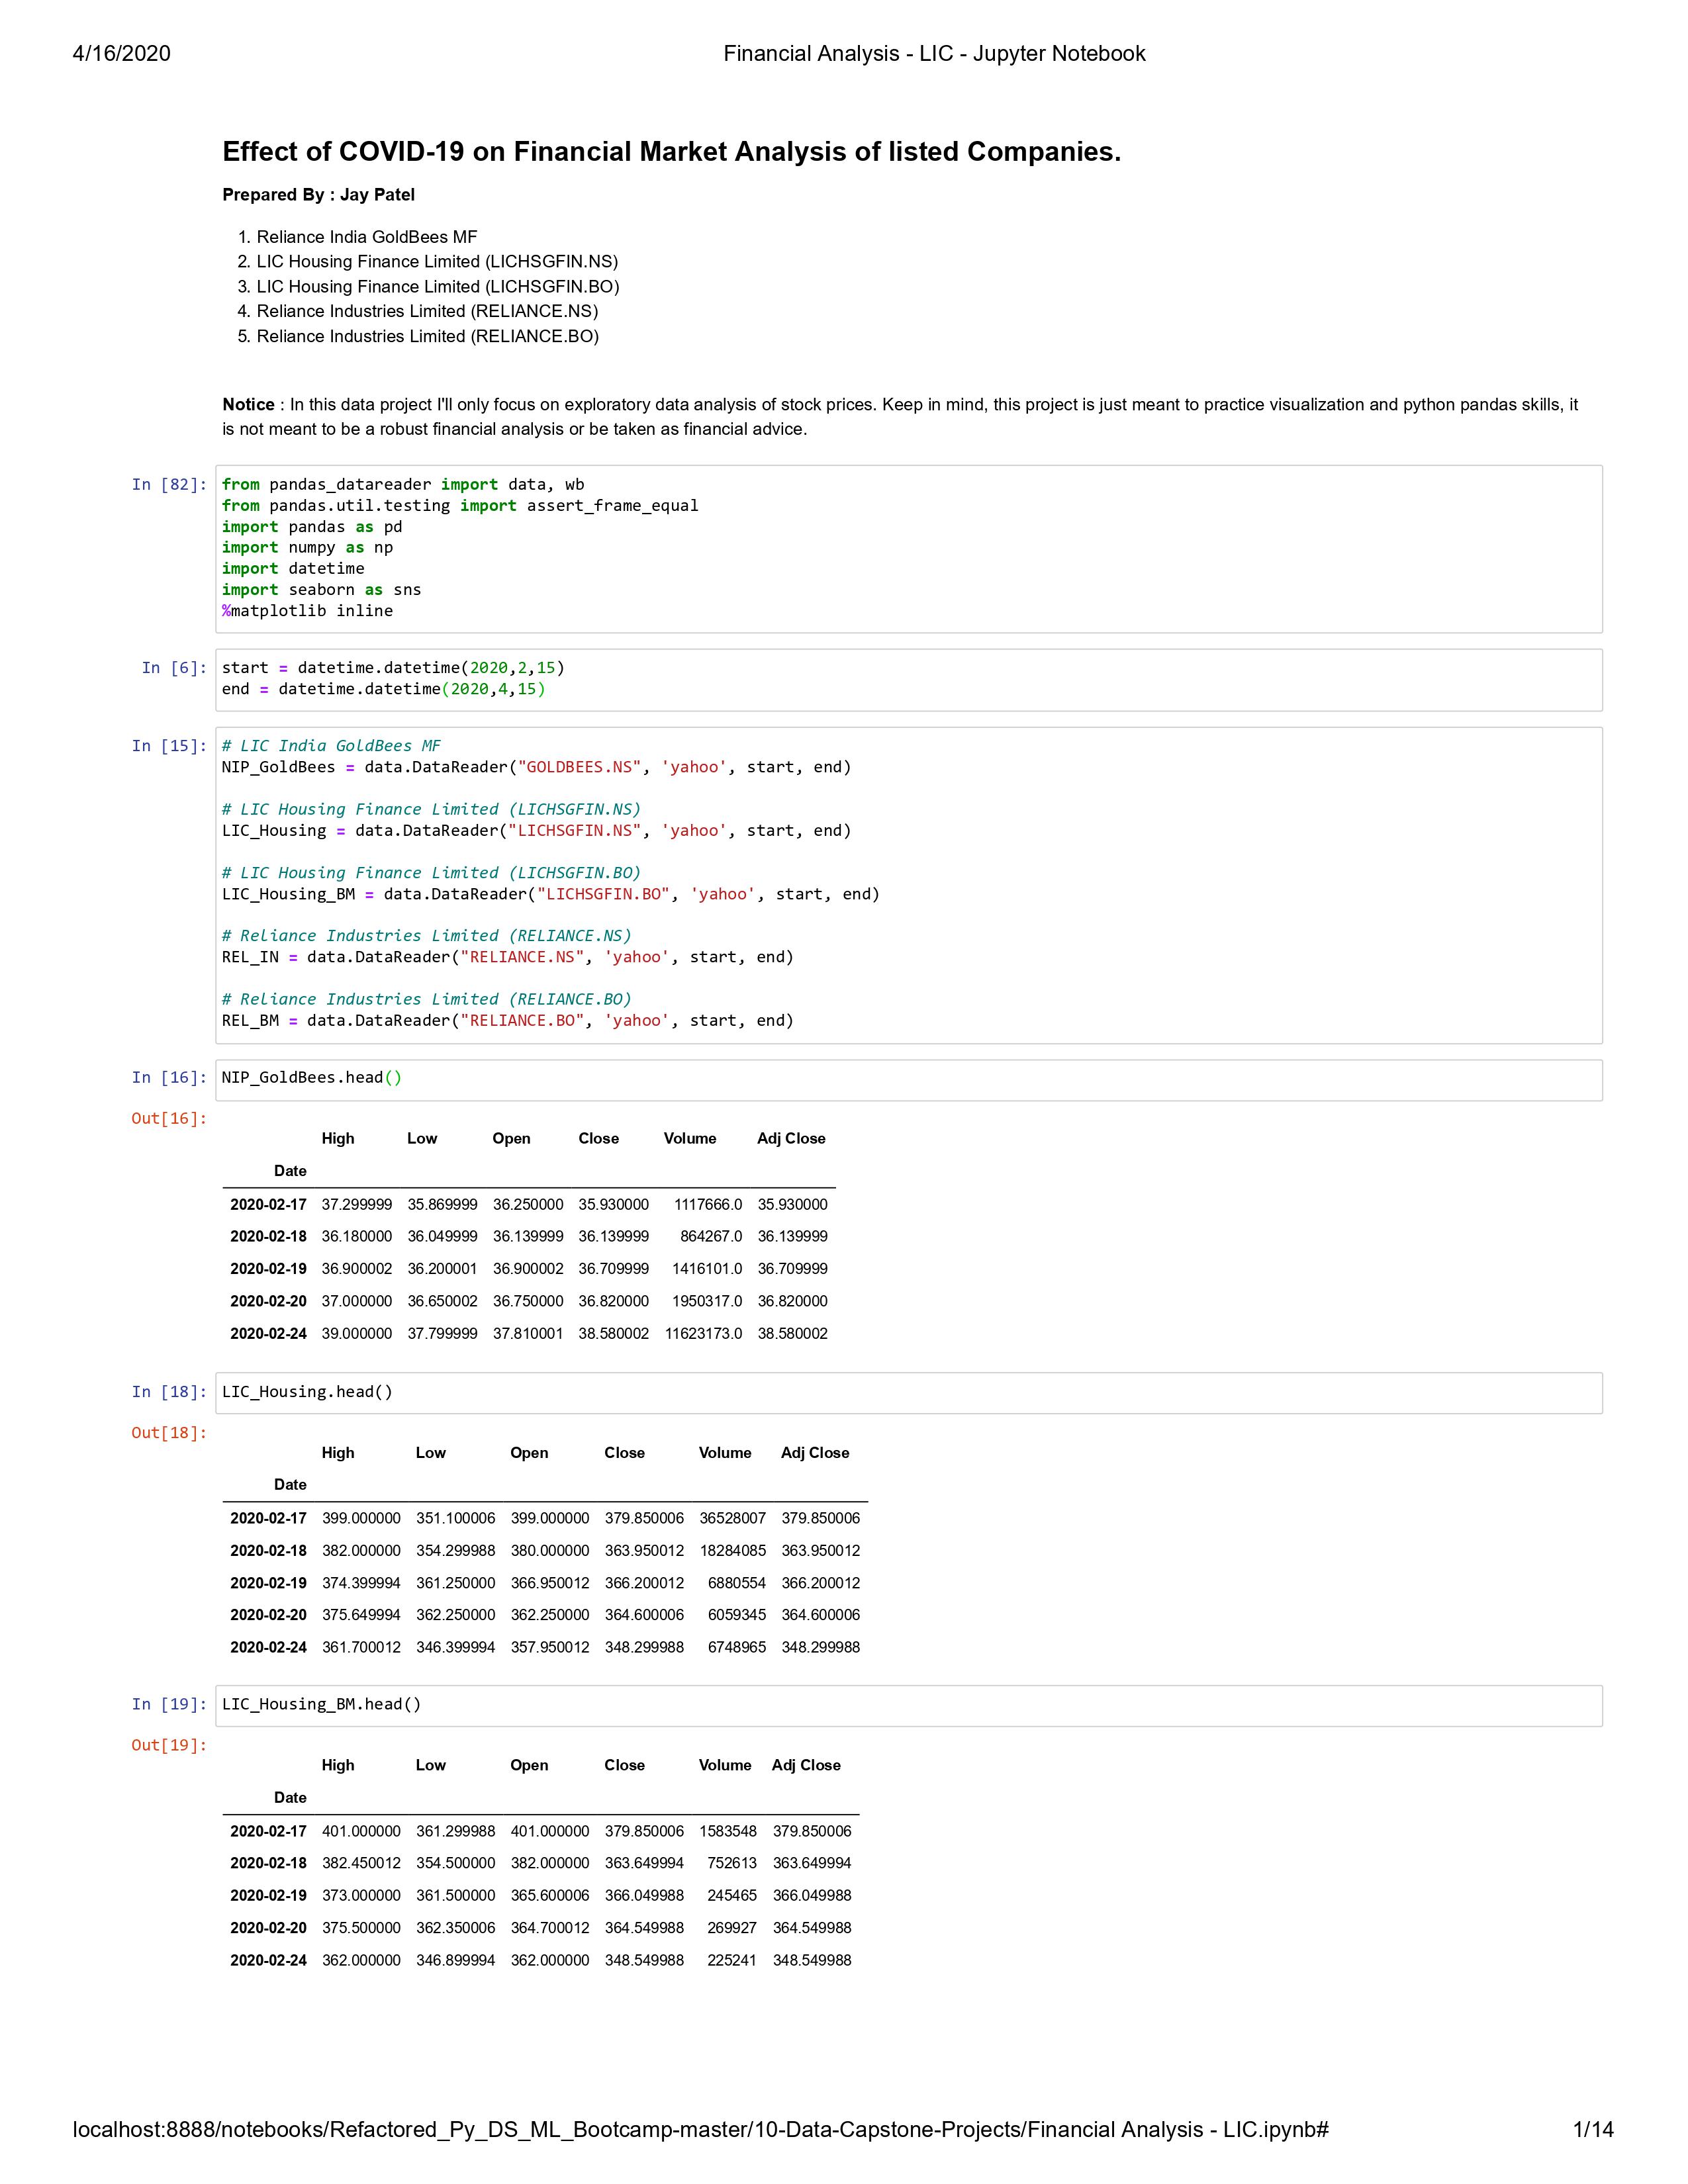 4/16/2020 Financial Analysis - LIC - Jupyter Notebook
Effect of COVID-19 on Financial Market Analysis of listed Companies.
Prepared By : Jay Patel
1. Reliance India GoldBees MF
2. LIC Housing Finance Limited (LICHSGFIN.NS)
3. LIC Housing Finance Limited (LICHSGFIN.BO)
4. Reliance Industries Limited (RELIANCE.NS)
5. Reliance Industries Limited (RELIANCE.BO)
Notice : In this data project I'll only focus on exploratory data analysis of stock prices. Keep in mind, this project is just meant to practice visualization and python pandas skills, it
is not meant to be a robust financial analysis or be taken as financial advice.
In [82]: from pandas_datareader import data, wb
from pandas.util.testing import assert_frame_equal
import pandas as pd
import numpy as np
import datetime
import seaborn as sns
%matplotlib inline
In [6]: start = datetime.datetime(2020,2,15)
end = datetime.datetime(2020,4,15)
In [15]: # LIC India GoldBees MF
NIP_GoldBees = data.DataReader("GOLDBEES.NS", 'yahoo', start, end)
# LIC Housing Finance Limited (LICHSGFIN.NS)
LIC_Housing = data.DataReader("LICHSGFIN.NS", 'yahoo', start, end)
# LIC Housing Finance Limited (LICHSGFIN.BO)
LIC_Housing_BM = data.DataReader("LICHSGFIN.BO", 'yahoo', start, end)
# Reliance Industries Limited (RELIANCE.NS)
REL_IN = data.DataReader("RELIANCE.NS", 'yahoo', start, end)
# Reliance Industries Limited (RELIANCE.BO)
REL_BM = data.DataReader("RELIANCE.BO", 'yahoo', start, end)
In [16]: NIP_GoldBees.head()
Out[16]:
High Low Open Close Volume Adj Close
Date
2020-02-17 37.299999 35.869999 36.250000 35.930000 1117666.0 35.930000
2020-02-18 36.180000 36.049999 36.139999 36.139999 864267.0 36.139999
2020-02-19 36.900002 36.200001 36.900002 36.709999 1416101.0 36.709999
2020-02-20 37.000000 36.650002 36.750000 36.820000 1950317.0 36.820000
2020-02-24 39.000000 37.799999 37.810001 38.580002 11623173.0 38.580002
In [18]: LIC_Housing.head()
Out[18]:
High Low Open Close Volume Adj Close
Date
2020-02-17 399.000000 351.100006 399.000000 379.850006 36528007 379.850006
2020-02-18 382.000000 354.299988 380.000000 363.950012 18284085 363.950012
2020-02-19 374.399994 361.250000 366.950012 366.200012 6880554 366.200012
2020-02-20 375.649994 362.250000 362.250000 364.600006 6059345 364.600006
2020-02-24 361.700012 346.399994 357.950012 348.299988 6748965 348.299988
In [19]: LIC_Housing_BM.head()
Out[19]:
High Low Open Close Volume Adj Close
Date
2020-02-17 401.000000 361.299988 401.000000 379.850006 1583548 379.850006
2020-02-18 382.450012 354.500000 382.000000 363.649994 752613 363.649994
2020-02-19 373.000000 361.500000 365.600006 366.049988 245465 366.049988
2020-02-20 375.500000 362.350006 364.700012 364.549988 269927 364.549988
2020-02-24 362.000000 346.899994 362.000000 348.549988 225241 348.549988
localhost:8888/notebooks/Refactored_Py_DS_ML_Bootcamp-master/10-Data-Capstone-Projects/Financial Analysis - LIC.ipynb# 1/14